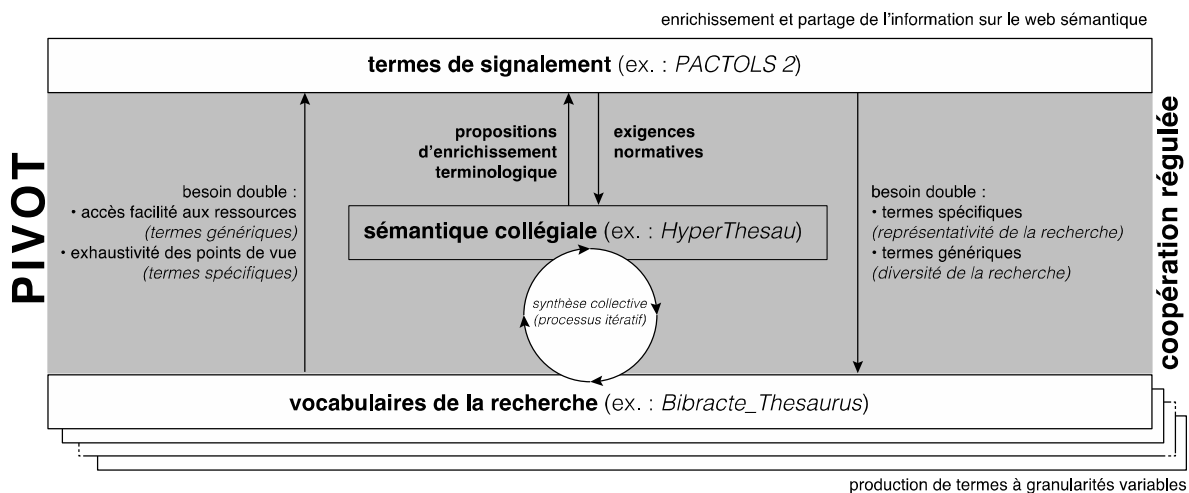 enrichissement et partage de l'information sur le web sémantique
termes de signalement (ex. : PACTOLS 2)
PIVOT
propositions
d'enrichissement
terminologique
exigences
normatives
besoin double :
• accès facilité aux ressources
(termes génériques)
• exhaustivité des points de vue
(termes spécifiques)
sémantique collégiale (ex. : HyperThesau)
besoin double :
• termes spécifiques
(représentativité de la recherche)
• termes génériques
(diversité de la recherche)
coopération régulée
synthèse collective
(processus itératif)
vocabulaires de la recherche (ex. : Bibracte_Thesaurus)
production de termes à granularités variables